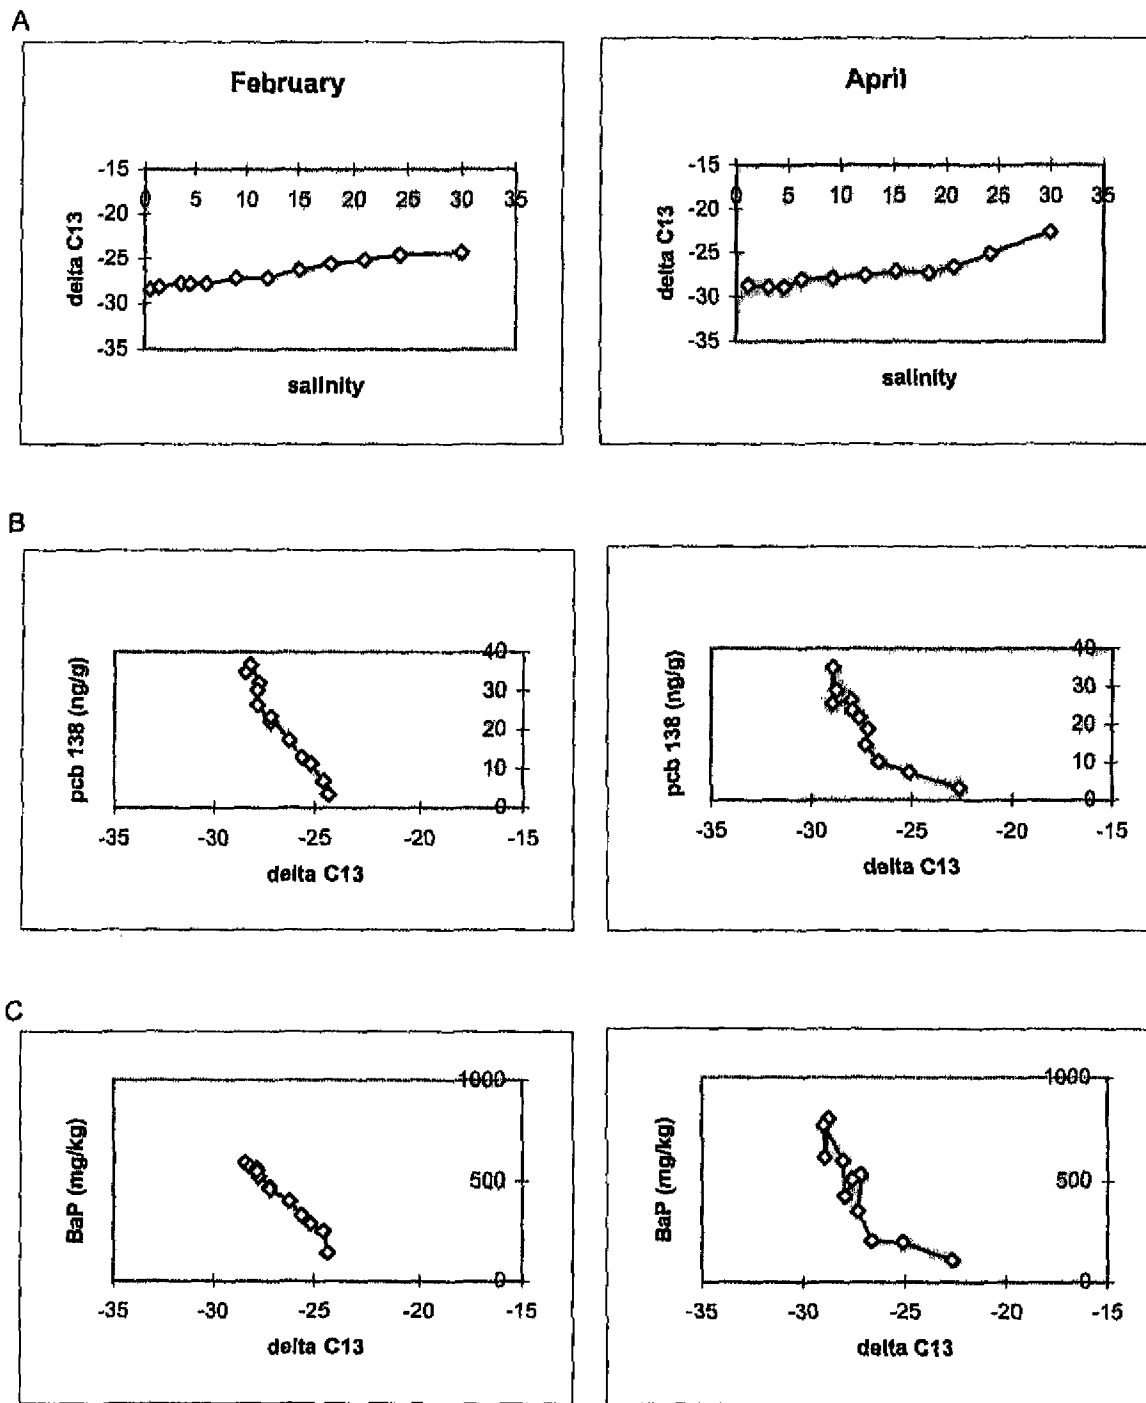 A
February
April
-15
0 5 10 15 20 25 30 35
-20
-25
-30
-35
delta C13
salinity
-15
0 5 10 15 20 25 30 35
-20
-25
-30
-35
delta C13
salinity
B
pcb 138 (ng/g)
40
30
20
10
0
-35 -30 -25 -20 -15
delta C13
pcb 138 (ng/g)
40
30
20
10
0
-35 -30 -25 -20 -15
delta C13
C
BaP (mg/kg)
1000
500
0
-35 -30 -25 -20 -15
delta C13
BaP (mg/kg)
1000
500
0
-35 -30 -25 -20 -15
delta C13